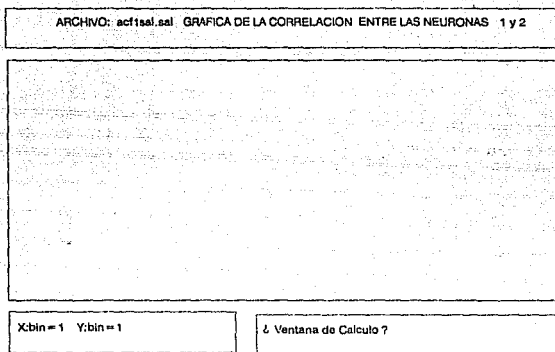 ARCHIVO: acf1sal.sal GRAFICA DE LA CORRELACION ENTRE LAS NEURONAS 1 y 2
X:bin = 1 Y:bin = 1
¿ Ventana de Calculo ?